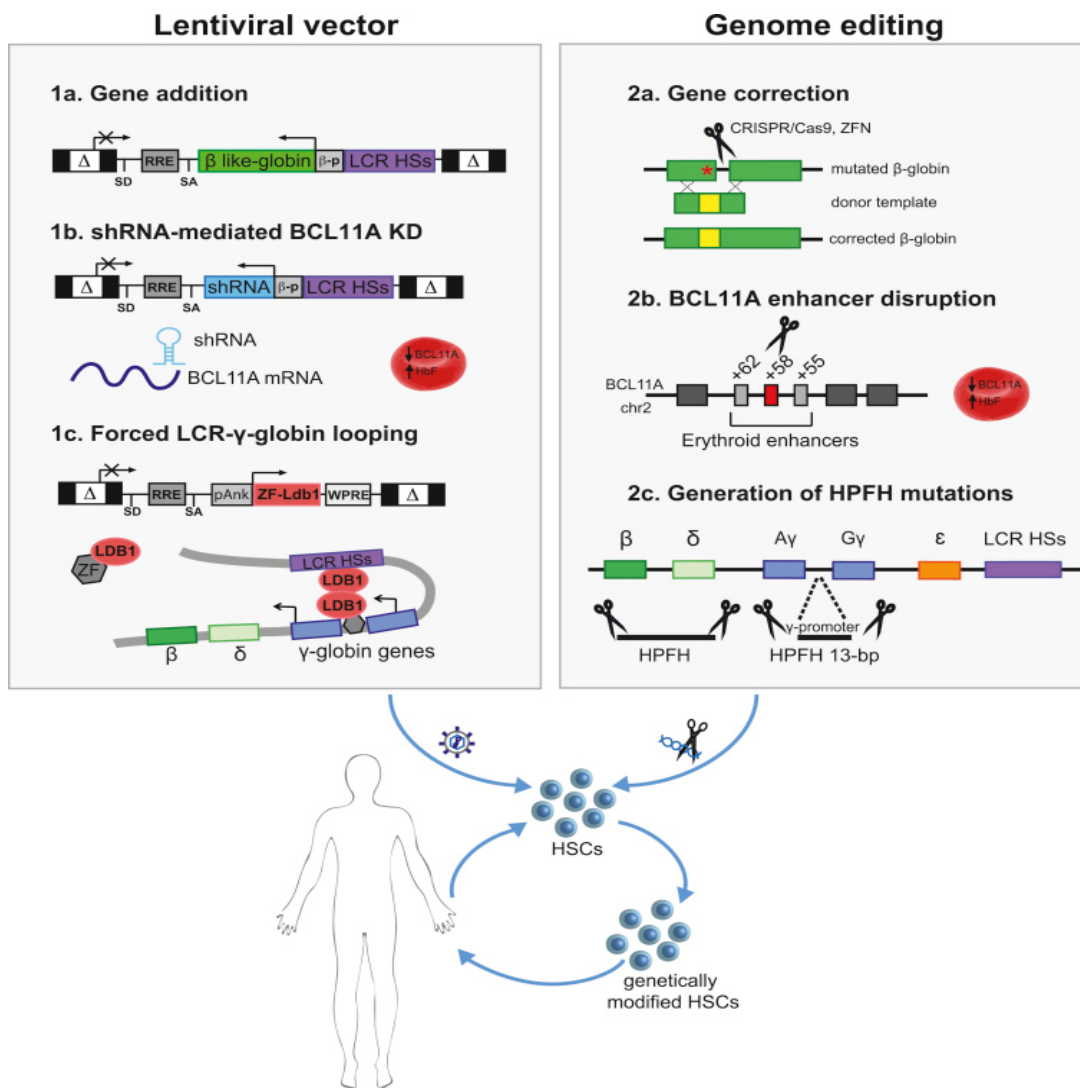 Lentiviral vector
1a. Gene addition
Δ RRE β like-globin β-p LCR HSs Δ
SD SA
1b. shRNA-mediated BCL11A KD
Δ RRE shRNA β-p LCR HSs Δ
SD SA
shRNA
BCL11A mRNA
BCL11A
HbF
1c. Forced LCR-γ-globin looping
Δ RRE pAnk ZF-Ldb1 WPRE Δ
SD SA
LDB1
ZF
LCR HSs
LDB1
LDB1
β δ γ-globin genes
Genome editing
2a. Gene correction
CRISPR/Cas9, ZFN
*
mutated β-globin
donor template
corrected β-globin
2b. BCL11A enhancer disruption
+62 +58 +55
BCL11A
chr2
Erythroid enhancers
BCL11A
HbF
2c. Generation of HPFH mutations
β δ Aγ Gγ ε LCR HSs
γ-promoter
HPFH HPFH 13-bp
HSCs
genetically
modified HSCs